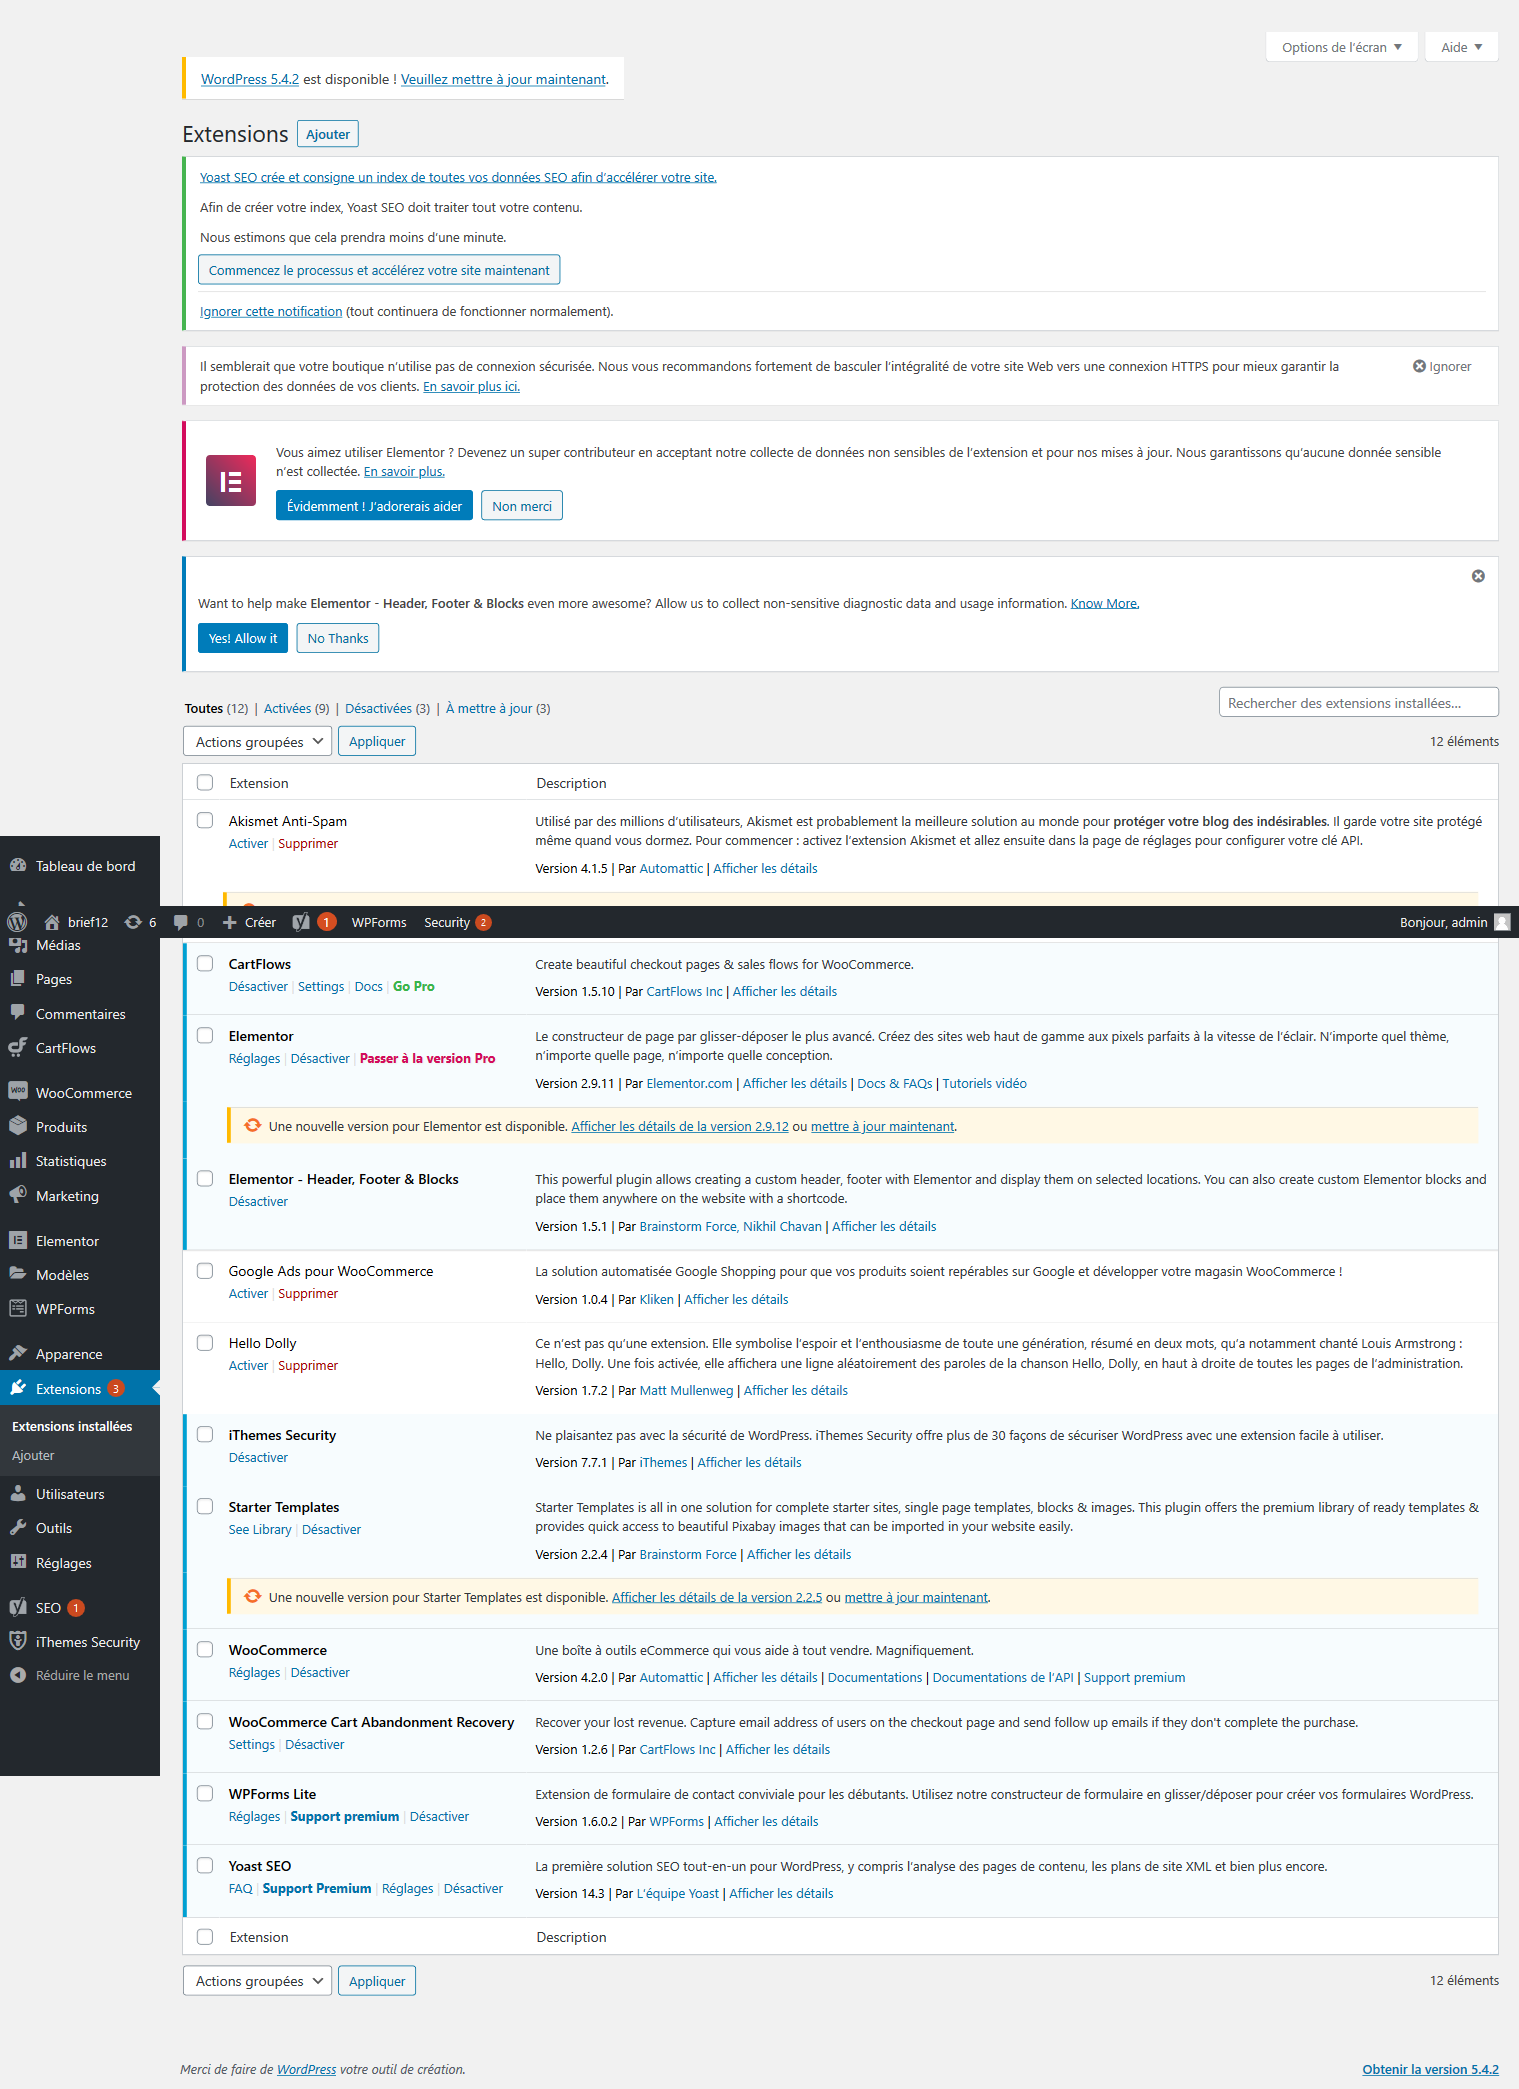 Options de l'écran
Aide
WordPress 5.4.2 est disponible ! Veuillez mettre à jour maintenant.
Extensions Ajouter
Yoast SEO crée et consigne un index de toutes vos données SEO afin d'accélérer votre site.
Afin de créer votre index, Yoast SEO doit traiter tout votre contenu.
Nous estimons que cela prendra moins d'une minute.
Commencez le processus et accélérez votre site maintenant
Ignorer cette notification (tout continuera de fonctionner normalement).
Il semblerait que votre boutique n'utilise pas de connexion sécurisée. Nous vous recommandons fortement de basculer l'intégralité de votre site Web vers une connexion HTTPS pour mieux garantir la
protection des données de vos clients. En savoir plus ici.
Ignorer
Vous aimez utiliser Elementor ? Devenez un super contributeur en acceptant notre collecte de données non sensibles de l'extension et pour nos mises à jour. Nous garantissons qu'aucune donnée sensible
n'est collectée. En savoir plus.
Évidemment ! J'adorerais aider
Non merci
Want to help make Elementor - Header, Footer & Blocks even more awesome? Allow us to collect non-sensitive diagnostic data and usage information. Know More.
Yes! Allow it
No Thanks
Toutes (12) | Activées (9) | Désactivées (3) | À mettre à jour (3)
Rechercher des extensions installées...
Actions groupées
Appliquer
12 éléments
Extension
Description
Akismet Anti-Spam
Activer | Supprimer
Utilisé par des millions d'utilisateurs, Akismet est probablement la meilleure solution au monde pour protéger votre blog des indésirables. Il garde votre site protégé
même quand vous dormez. Pour commencer : activez l'extension Akismet et allez ensuite dans la page de réglages pour configurer votre clé API.
Version 4.1.5 | Par Automattic | Afficher les détails
brief12
6
0
Créer
1
WPForms
Security 2
Bonjour, admin
Tableau de bord
Médias
Pages
Commentaires
CartFlows
WooCommerce
Produits
Statistiques
Marketing
Elementor
Modèles
WPForms
Apparence
Extensions 3
Extensions installées
Ajouter
Utilisateurs
Outils
Réglages
SEO 1
iThemes Security
Réduire le menu
CartFlows
Désactiver | Settings | Docs | Go Pro
Create beautiful checkout pages & sales flows for WooCommerce.
Version 1.5.10 | Par CartFlows Inc | Afficher les détails
Elementor
Réglages | Désactiver | Passer à la version Pro
Le constructeur de page par glisser-déposer le plus avancé. Créez des sites web haut de gamme aux pixels parfaits à la vitesse de l'éclair. N'importe quel thème,
n'importe quelle page, n'importe quelle conception.
Version 2.9.11 | Par Elementor.com | Afficher les détails | Docs & FAQs | Tutoriels vidéo
Une nouvelle version pour Elementor est disponible. Afficher les détails de la version 2.9.12 ou mettre à jour maintenant.
Elementor - Header, Footer & Blocks
Désactiver
This powerful plugin allows creating a custom header, footer with Elementor and display them on selected locations. You can also create custom Elementor blocks and
place them anywhere on the website with a shortcode.
Version 1.5.1 | Par Brainstorm Force, Nikhil Chavan | Afficher les détails
Google Ads pour WooCommerce
Activer | Supprimer
La solution automatisée Google Shopping pour que vos produits soient repérables sur Google et développer votre magasin WooCommerce !
Version 1.0.4 | Par Kliken | Afficher les détails
Hello Dolly
Activer | Supprimer
Ce n'est pas qu'une extension. Elle symbolise l'espoir et l'enthousiasme de toute une génération, résumé en deux mots, qu'a notamment chanté Louis Armstrong :
Hello, Dolly. Une fois activée, elle affichera une ligne aléatoirement des paroles de la chanson Hello, Dolly, en haut à droite de toutes les pages de l'administration.
Version 1.7.2 | Par Matt Mullenweg | Afficher les détails
iThemes Security
Désactiver
Ne plaisantez pas avec la sécurité de WordPress. iThemes Security offre plus de 30 façons de sécuriser WordPress avec une extension facile à utiliser.
Version 7.7.1 | Par iThemes | Afficher les détails
Starter Templates
See Library | Désactiver
Starter Templates is all in one solution for complete starter sites, single page templates, blocks & images. This plugin offers the premium library of ready templates &
provides quick access to beautiful Pixabay images that can be imported in your website easily.
Version 2.2.4 | Par Brainstorm Force | Afficher les détails
Une nouvelle version pour Starter Templates est disponible. Afficher les détails de la version 2.2.5 ou mettre à jour maintenant.
WooCommerce
Réglages | Désactiver
Une boîte à outils eCommerce qui vous aide à tout vendre. Magnifiquement.
Version 4.2.0 | Par Automattic | Afficher les détails | Documentations | Documentations de l'API | Support premium
WooCommerce Cart Abandonment Recovery
Settings | Désactiver
Recover your lost revenue. Capture email address of users on the checkout page and send follow up emails if they don't complete the purchase.
Version 1.2.6 | Par CartFlows Inc | Afficher les détails
WPForms Lite
Réglages | Support premium | Désactiver
Extension de formulaire de contact conviviale pour les débutants. Utilisez notre constructeur de formulaire en glisser/déposer pour créer vos formulaires WordPress.
Version 1.6.0.2 | Par WPForms | Afficher les détails
Yoast SEO
FAQ | Support Premium | Réglages | Désactiver
La première solution SEO tout-en-un pour WordPress, y compris l'analyse des pages de contenu, les plans de site XML et bien plus encore.
Version 14.3 | Par L'équipe Yoast | Afficher les détails
Extension
Description
Actions groupées
Appliquer
12 éléments
Merci de faire de WordPress votre outil de création.
Obtenir la version 5.4.2